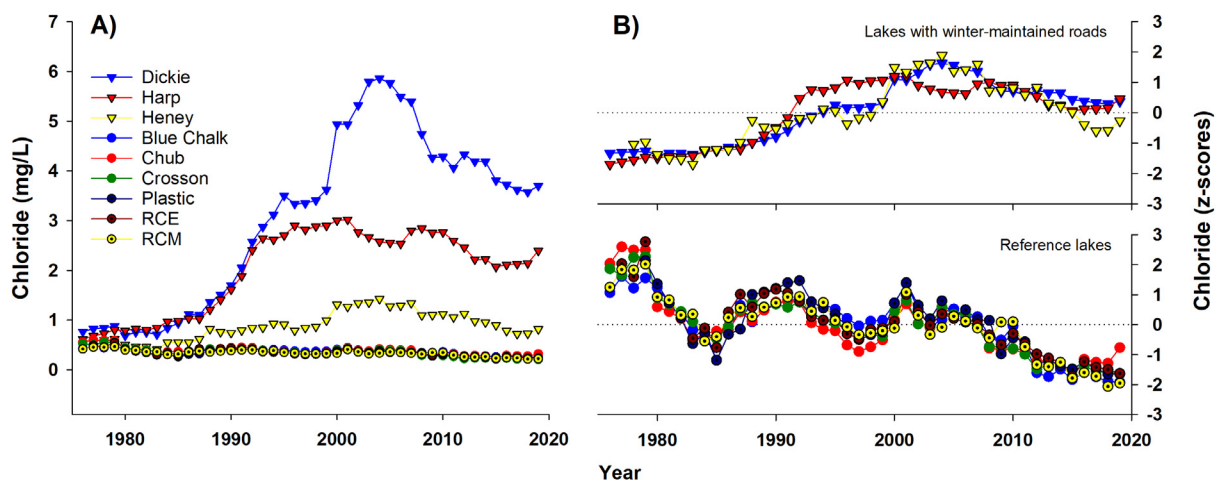 A)
Chloride (mg/L)
7
6
5
4
3
2
1
0
Dickie
Harp
Heney
Blue Chalk
Chub
Crosson
Plastic
RCE
RCM
1980
1990
2000
2010
2020
B)
Lakes with winter-maintained roads
3
2
1
0
-1
-2
-3
Reference lakes
3
2
1
0
-1
-2
-3
Chloride (z-scores)
1980
1990
2000
2010
2020
Year